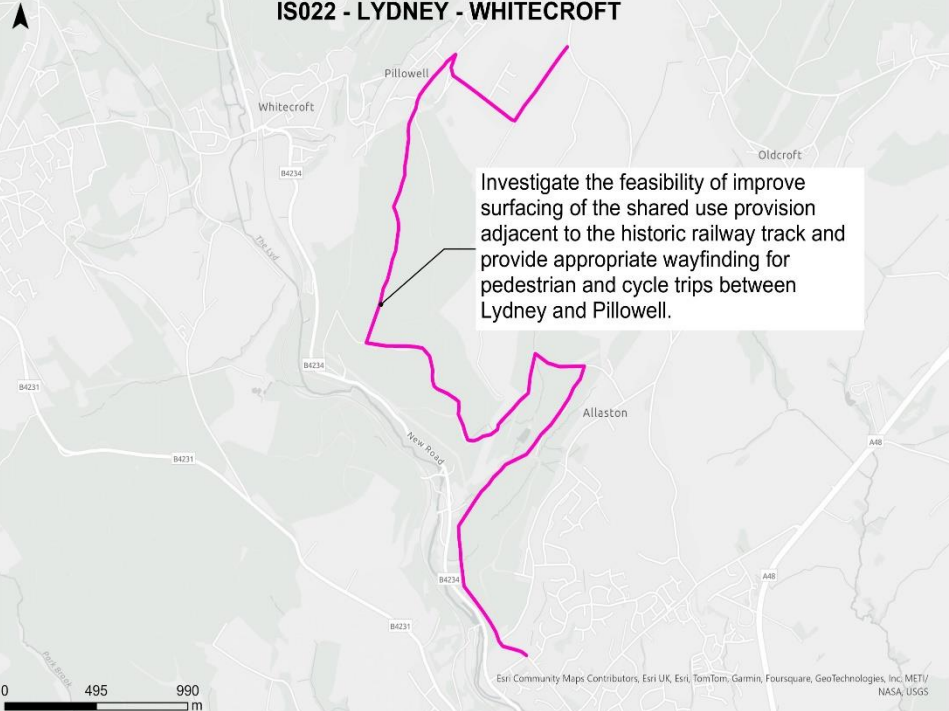 IS022 - LYDNEY - WHITECROFT
Pillowell
Whitecroft
Oldcroft
B4234
Investigate the feasibility of improve
surfacing of the shared use provision
adjacent to the historic railway track and
provide appropriate wayfinding for
pedestrian and cycle trips between
Lydney and Pillowell.
The Lyd
B4234
B4231
Allaston
New Road
A48
B4231
B4234
A48
B4231
Park Brook
0 495 990
m
Esri Community Maps Contributors, Esri UK, Esri, TomTom, Garmin, Foursquare, GeoTechnologies, Inc, METI/
NASA, USGS